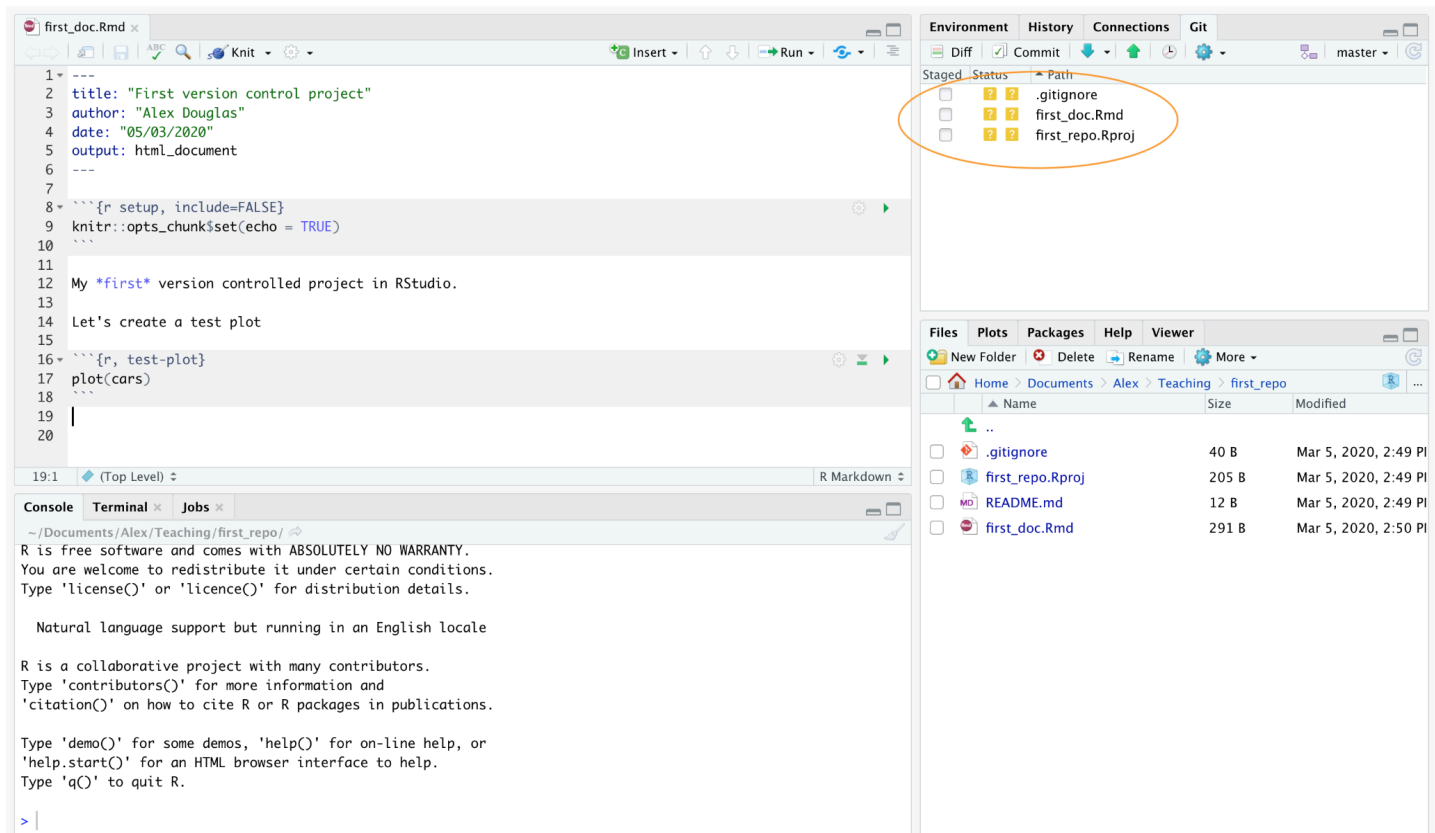 first_doc.Rmd
ABC Knit Insert Run
1 ---
2 title: "First version control project"
3 author: "Alex Douglas"
4 date: "05/03/2020"
5 output: html_document
6 ---
7
8 ```{r setup, include=FALSE}
9 knitr::opts_chunk$set(echo = TRUE)
10 ```
11
12 My *first* version controlled project in RStudio.
13
14 Let's create a test plot
15
16 ```{r, test-plot}
17 plot(cars)
18 ```
19
20
19:1 (Top Level) R Markdown
Console Terminal Jobs
~/Documents/Alex/Teaching/first_repo/
R is free software and comes with ABSOLUTELY NO WARRANTY.
You are welcome to redistribute it under certain conditions.
Type 'license()' or 'licence()' for distribution details.
Natural language support but running in an English locale
R is a collaborative project with many contributors.
Type 'contributors()' for more information and
'citation()' on how to cite R or R packages in publications.
Type 'demo()' for some demos, 'help()' for on-line help, or
'help.start()' for an HTML browser interface to help.
Type 'q()' to quit R.
>
Environment History Connections Git
Diff Commit master
Staged Status Path
? ? .gitignore
? ? first_doc.Rmd
? ? first_repo.Rproj
Files Plots Packages Help Viewer
New Folder Delete Rename More
Home > Documents > Alex > Teaching > first_repo R ...
Name Size Modified
..
.gitignore 40 B Mar 5, 2020, 2:49 P
R first_repo.Rproj 205 B Mar 5, 2020, 2:49 P
MD README.md 12 B Mar 5, 2020, 2:49 P
first_doc.Rmd 291 B Mar 5, 2020, 2:50 P